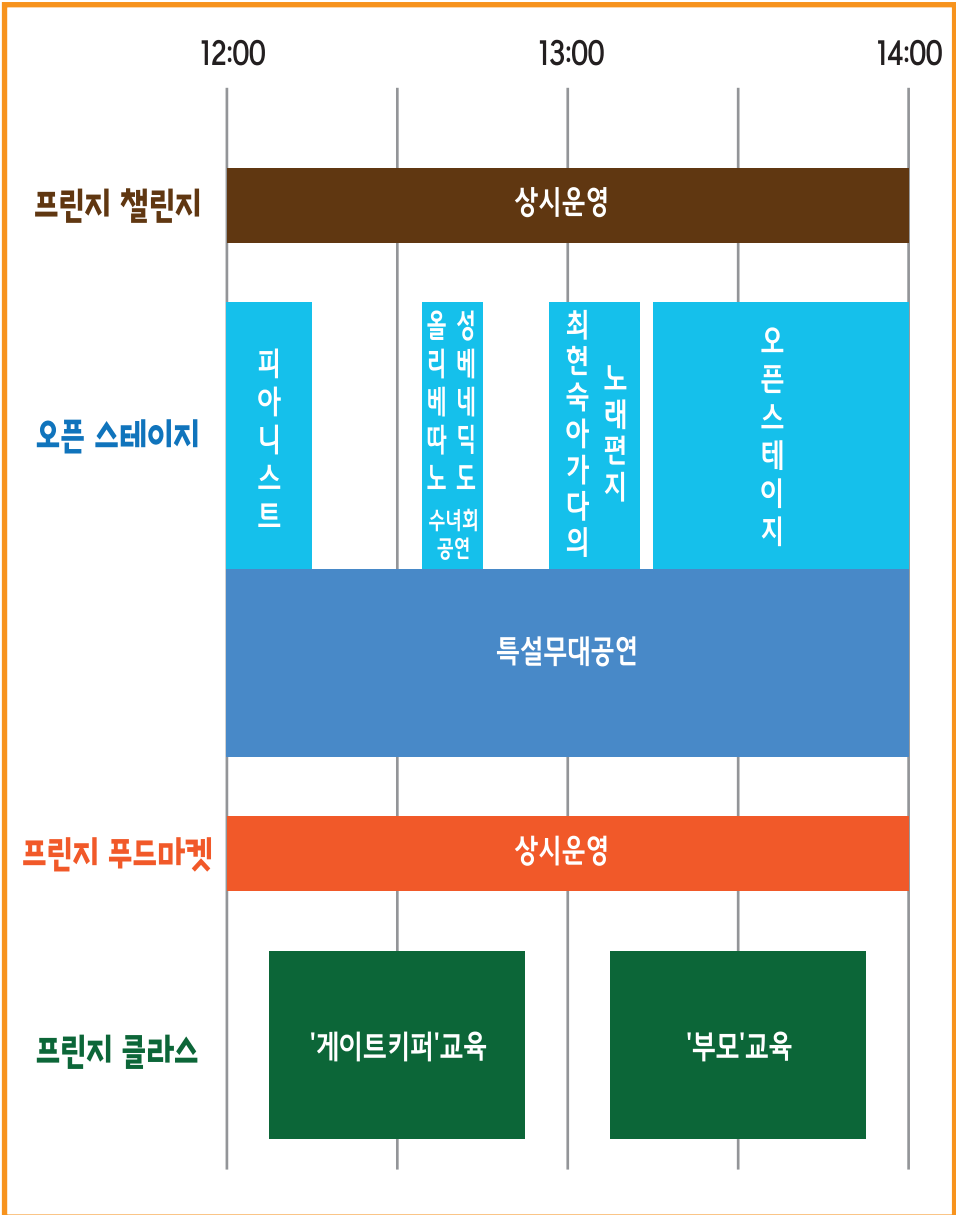 12:00 13:00 14:00
프린지 챌린지
상시운영
오픈 스테이지
피아니스트
성베네딕도
올리베따노
수녀회
공연
최현숙아가다의
노래편지
오픈스테이지
특설무대공연
프린지 푸드마켓
상시운영
프린지 클라스
'게이트키퍼'교육
'부모'교육